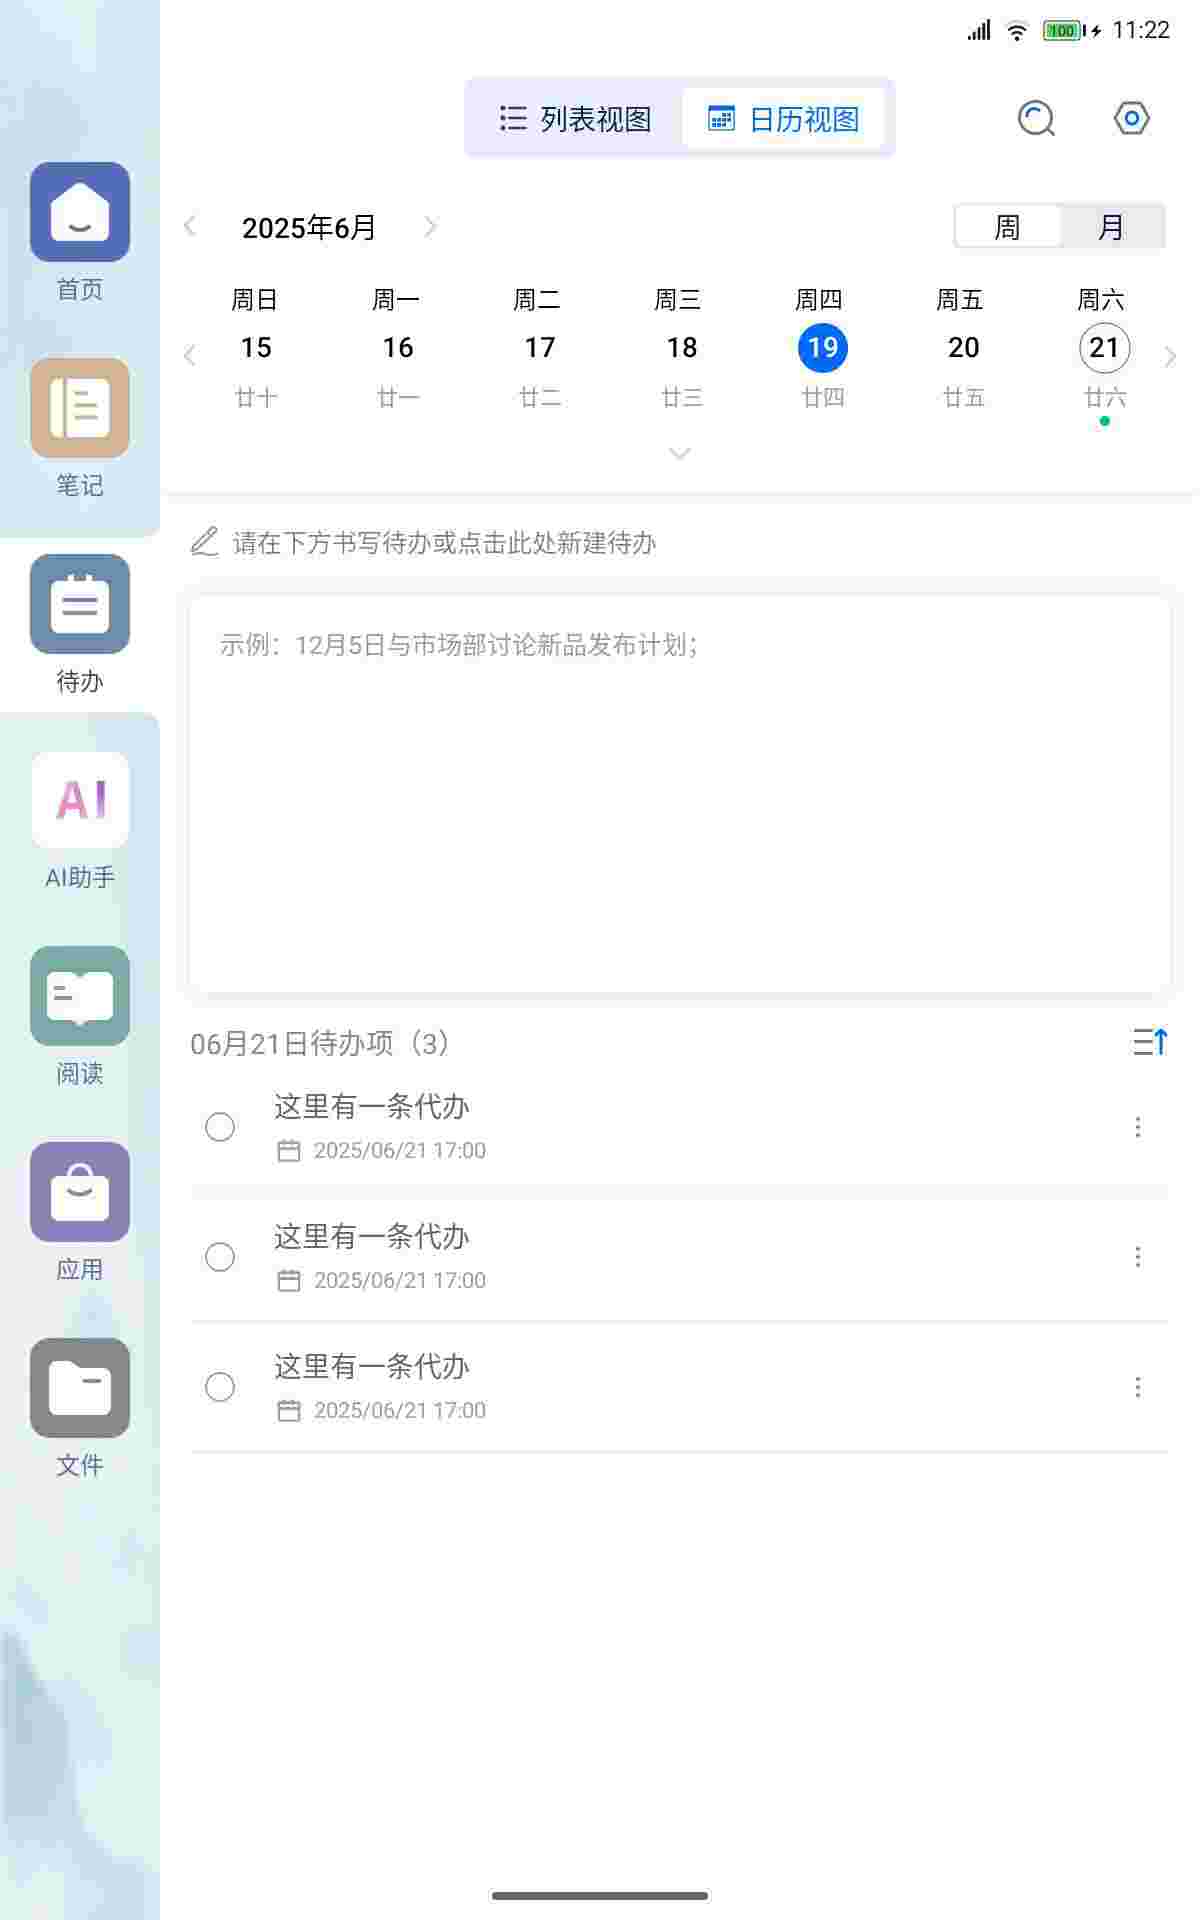 100 11:22
列表视图 日历视图
2025年6月 周 月
周日 周一 周二 周三 周四 周五 周六
15 16 17 18 19 20 21
廿十 廿一 廿二 廿三 廿四 廿五 廿六
请在下方书写待办或点击此处新建待办
示例：12月5日与市场部讨论新品发布计划；
06月21日待办项（3）
这里有一条代办
2025/06/21 17:00
这里有一条代办
2025/06/21 17:00
这里有一条代办
2025/06/21 17:00
首页
笔记
待办
AI
AI助手
阅读
应用
文件